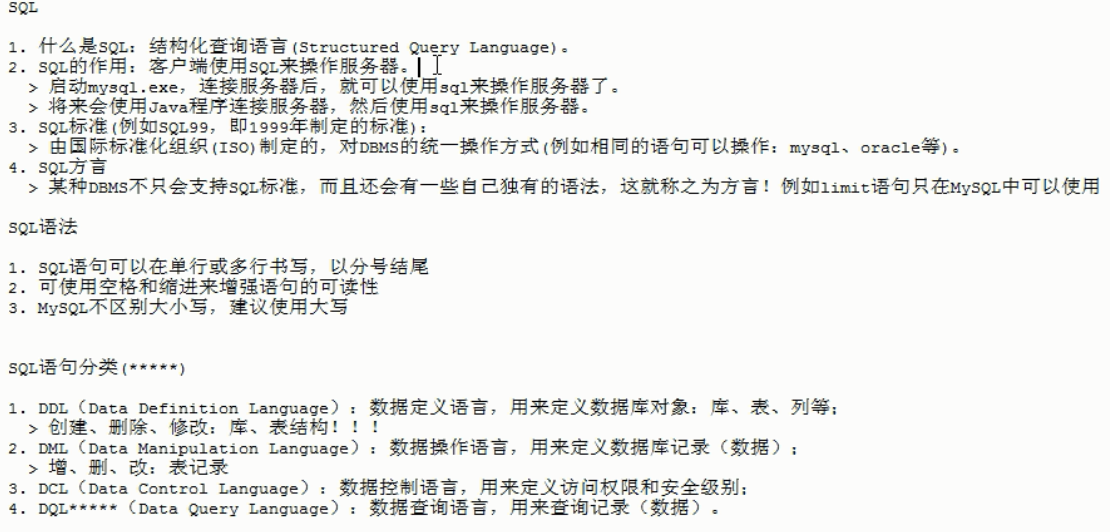 SQL
1. 什么是SQL：结构化查询语言(Structured Query Language)。
2. SQL的作用：客户端使用SQL来操作服务器。
> 启动mysql.exe，连接服务器后，就可以使用sql来操作服务器了。
> 将来会使用Java程序连接服务器，然后使用sql来操作服务器。
3. SQL标准(例如SQL99，即1999年制定的标准)：
> 由国际标准化组织(ISO)制定的，对DBMS的统一操作方式(例如相同的语句可以操作：mysql、oracle等)。
4. SQL方言
> 某种DBMS不只会支持SQL标准，而且还会有一些自己独有的语法，这就称之为方言！例如limit语句只在MySQL中可以使用
SQL语法
1. SQL语句可以在单行或多行书写，以分号结尾
2. 可使用空格和缩进来增强语句的可读性
3. MySQL不区别大小写，建议使用大写
SQL语句分类(*****)
1. DDL（Data Definition Language）：数据定义语言，用来定义数据库对象：库、表、列等；
> 创建、删除、修改：库、表结构！！！
2. DML（Data Manipulation Language）：数据操作语言，用来定义数据库记录（数据）；
> 增、删、改：表记录
3. DCL（Data Control Language）：数据控制语言，用来定义访问权限和安全级别；
4. DQL*****（Data Query Language）：数据查询语言，用来查询记录（数据）。